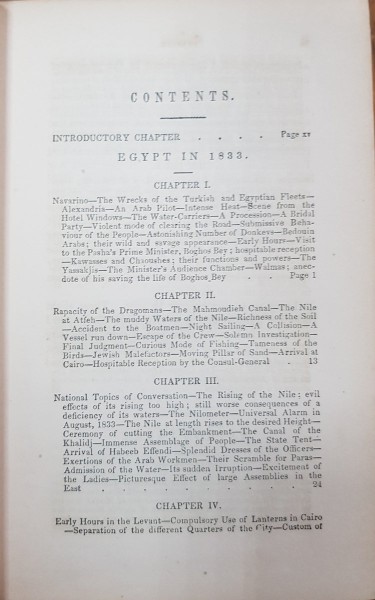 CONTENTS.
INTRODUCTORY CHAPTER . . . . Page xv
EGYPT IN 1833.
CHAPTER I.
Navarino—The Wrecks of the Turkish and Egyptian Fleets—
Alexandria—An Arab Pilot—Intense Heat—Scene from the
Hotel Windows—The Water-Carriers—A Procession—A Bridal
Party—Violent mode of clearing the Road—Submissive Beha-
viour of the People—Astonishing Number of Donkeys—Bedouin
Arabs; their wild and savage appearance—Early Hours—Visit
to the Pasha's Prime Minister, Boghos Bey; hospitable reception
—Kawasses and Chaoushes; their functions and powers—The
Yassakjis—The Minister's Audience Chamber—Walmas; anec-
dote of his saving the life of Boghos Bey . . Page 1
CHAPTER II.
Rapacity of the Dragomans—The Mahmoudieh Canal—The Nile
at Atfeh—The muddy Waters of the Nile—Richness of the Soil
—Accident to the Boatmen—Night Sailing—A Collision—A
Vessel run down—Escape of the Crew—Solemn Investigation—
Final Judgment—Curious Mode of Fishing—Tameness of the
Birds—Jewish Malefactors—Moving Pillar of Sand—Arrival at
Cairo—Hospitable Reception by the Consul-General . 13
CHAPTER III.
National Topics of Conversation—The Rising of the Nile; evil
effects of its rising too high; still worse consequences of a
deficiency of its waters—The Nilometer—Universal Alarm in
August, 1833—The Nile at length rises to the desired Height—
Ceremony of cutting the Embankment—The Canal of the
Khalidj—Immense Assemblage of People—The State Tent—
Arrival of Habeeb Effendi—Splendid Dresses of the Officers—
Exertions of the Arab Workmen—Their Scramble for Paras—
Admission of the Water—Its sudden Irruption—Excitement of
the Ladies—Picturesque Effect of large Assemblies in the
East . . . . . . . . . 24
CHAPTER IV.
Early Hours in the Levant—Compulsory Use of Lanterns in Cairo
—Separation of the different Quarters of the City—Custom of